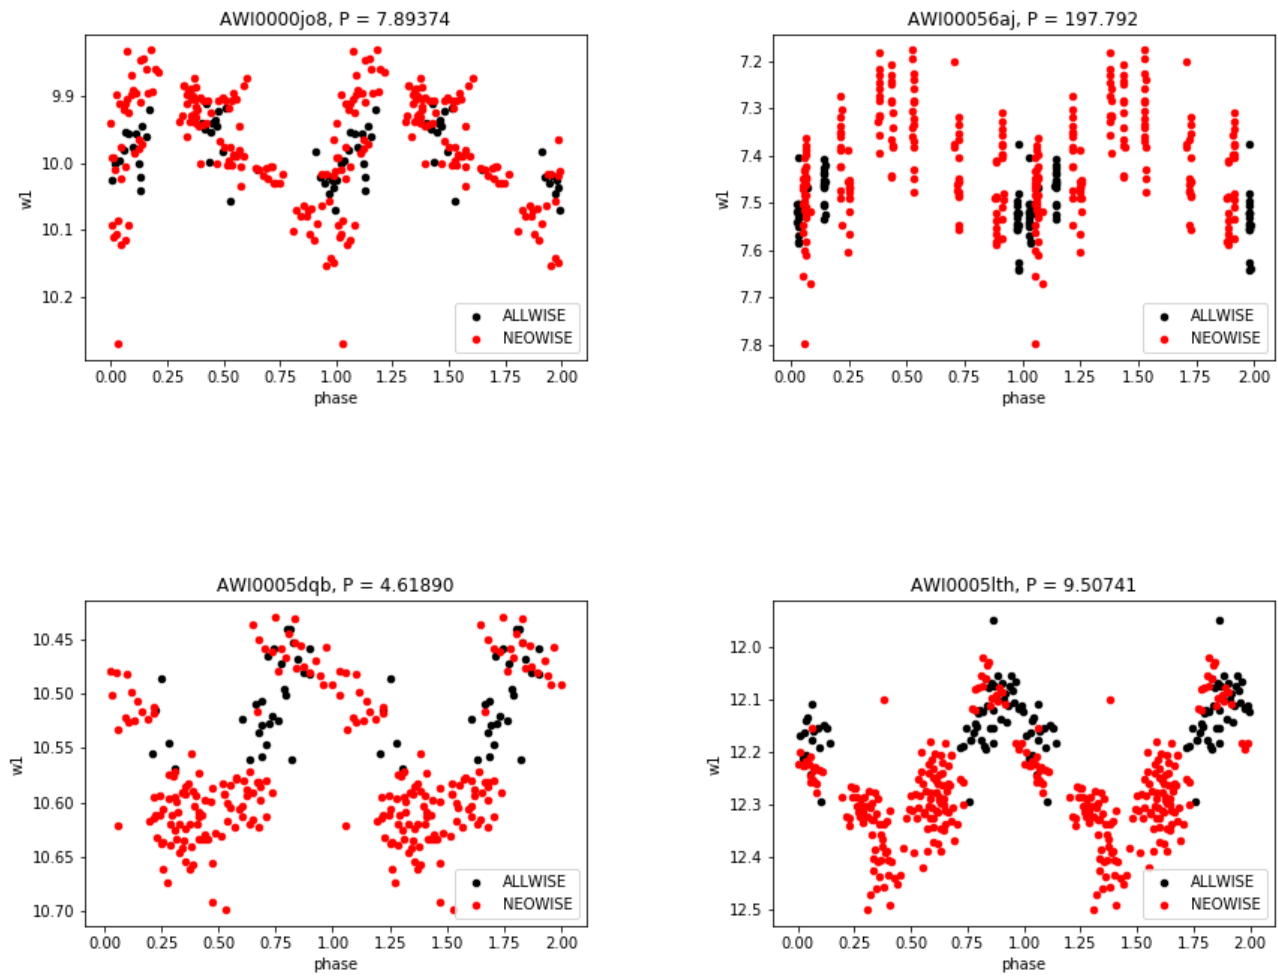 AWI0000jo8, P = 7.89374
9.9
10.0
10.1
10.2
w1
ALLWISE
NEOWISE
0.00 0.25 0.50 0.75 1.00 1.25 1.50 1.75 2.00
phase
AWI00056aj, P = 197.792
7.2
7.3
7.4
7.5
7.6
7.7
7.8
w1
ALLWISE
NEOWISE
0.00 0.25 0.50 0.75 1.00 1.25 1.50 1.75 2.00
phase
AWI0005dqb, P = 4.61890
10.45
10.50
10.55
10.60
10.65
10.70
w1
ALLWISE
NEOWISE
0.00 0.25 0.50 0.75 1.00 1.25 1.50 1.75 2.00
phase
AWI0005lth, P = 9.50741
12.0
12.1
12.2
12.3
12.4
12.5
w1
ALLWISE
NEOWISE
0.00 0.25 0.50 0.75 1.00 1.25 1.50 1.75 2.00
phase